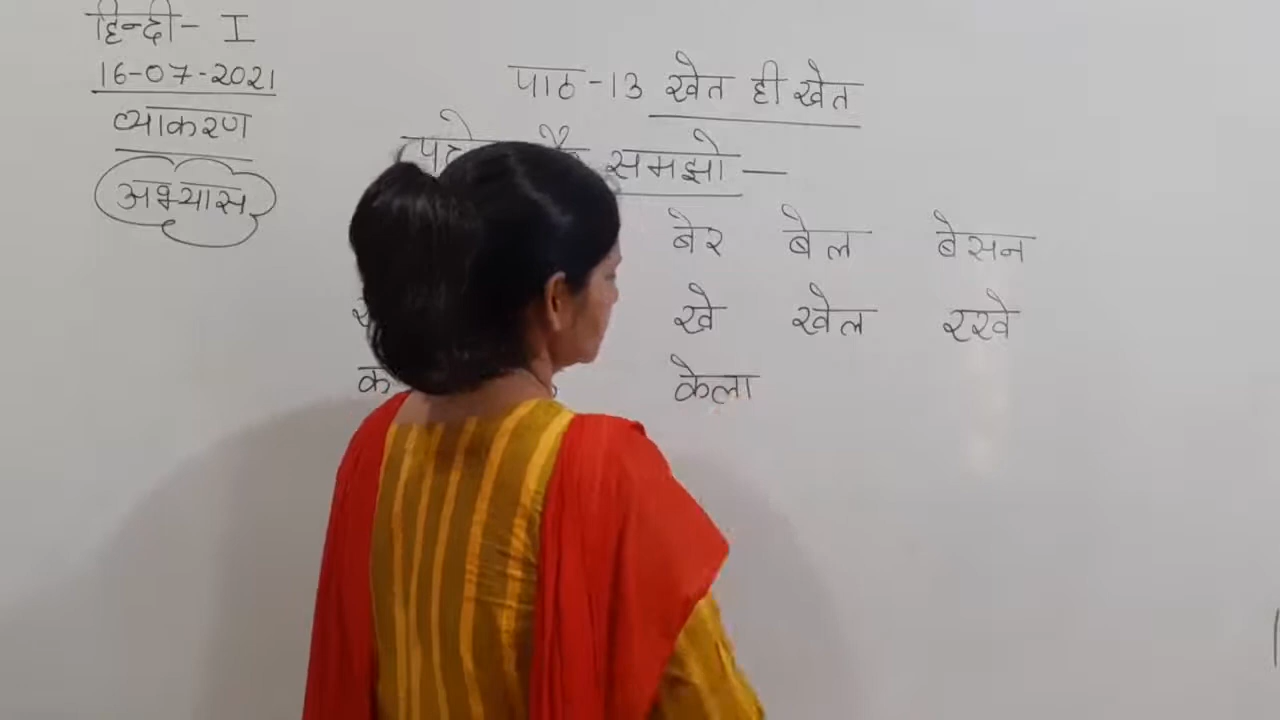 हिन्दी- I
16-07-2021
व्याकरण
अभ्यास
पाठ-13 खेत ही खेत
समझो —
बेर बेल बेसन
खे खेल रखे
क केला